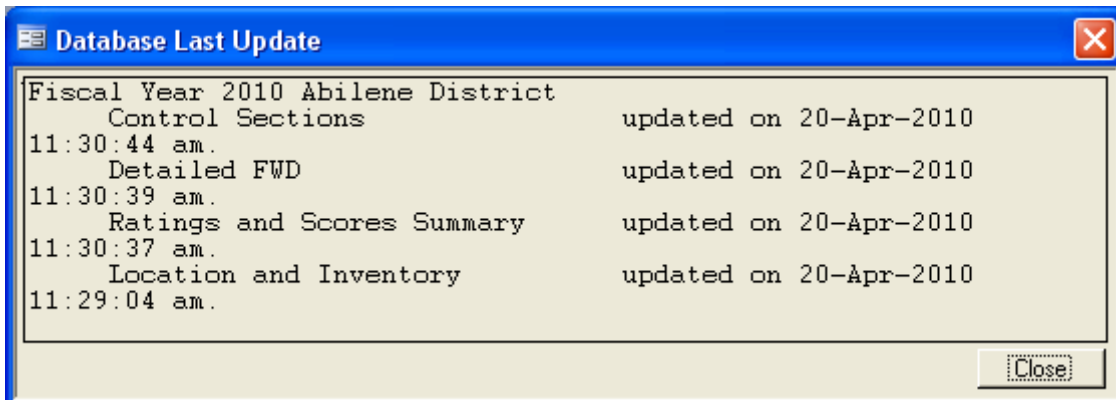 Database Last Update
Fiscal Year 2010 Abilene District
Control Sections updated on 20-Apr-2010
11:30:44 am.
Detailed FWD updated on 20-Apr-2010
11:30:39 am.
Ratings and Scores Summary updated on 20-Apr-2010
11:30:37 am.
Location and Inventory updated on 20-Apr-2010
11:29:04 am.
Close